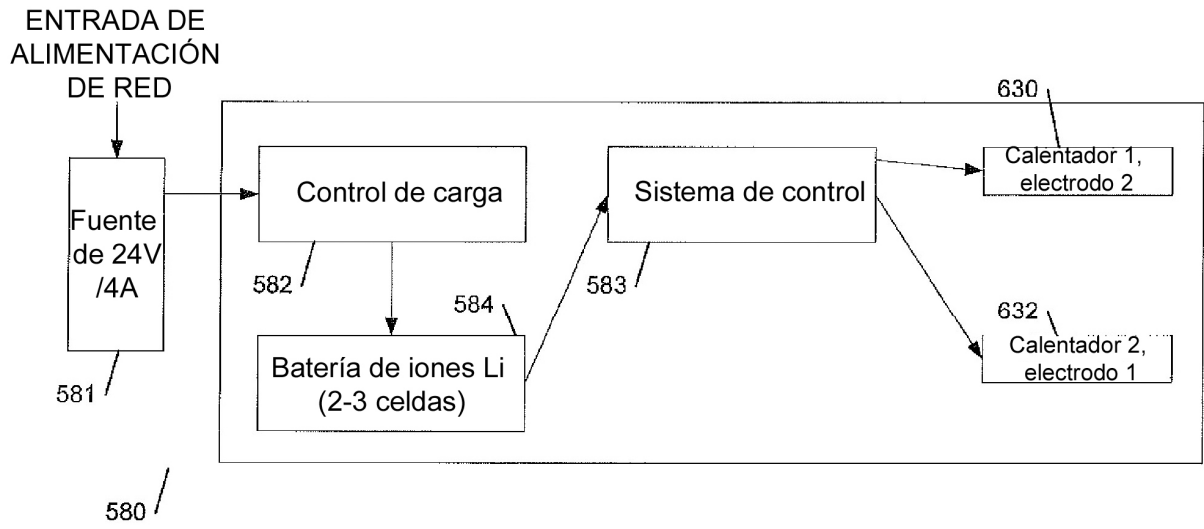 ENTRADA DE
ALIMENTACIÓN
DE RED
Fuente
de 24V
/4A
581
580
Control de carga
582
584
Batería de iones Li
(2-3 celdas)
Sistema de control
583
630
Calentador 1,
electrodo 2
632
Calentador 2,
electrodo 1